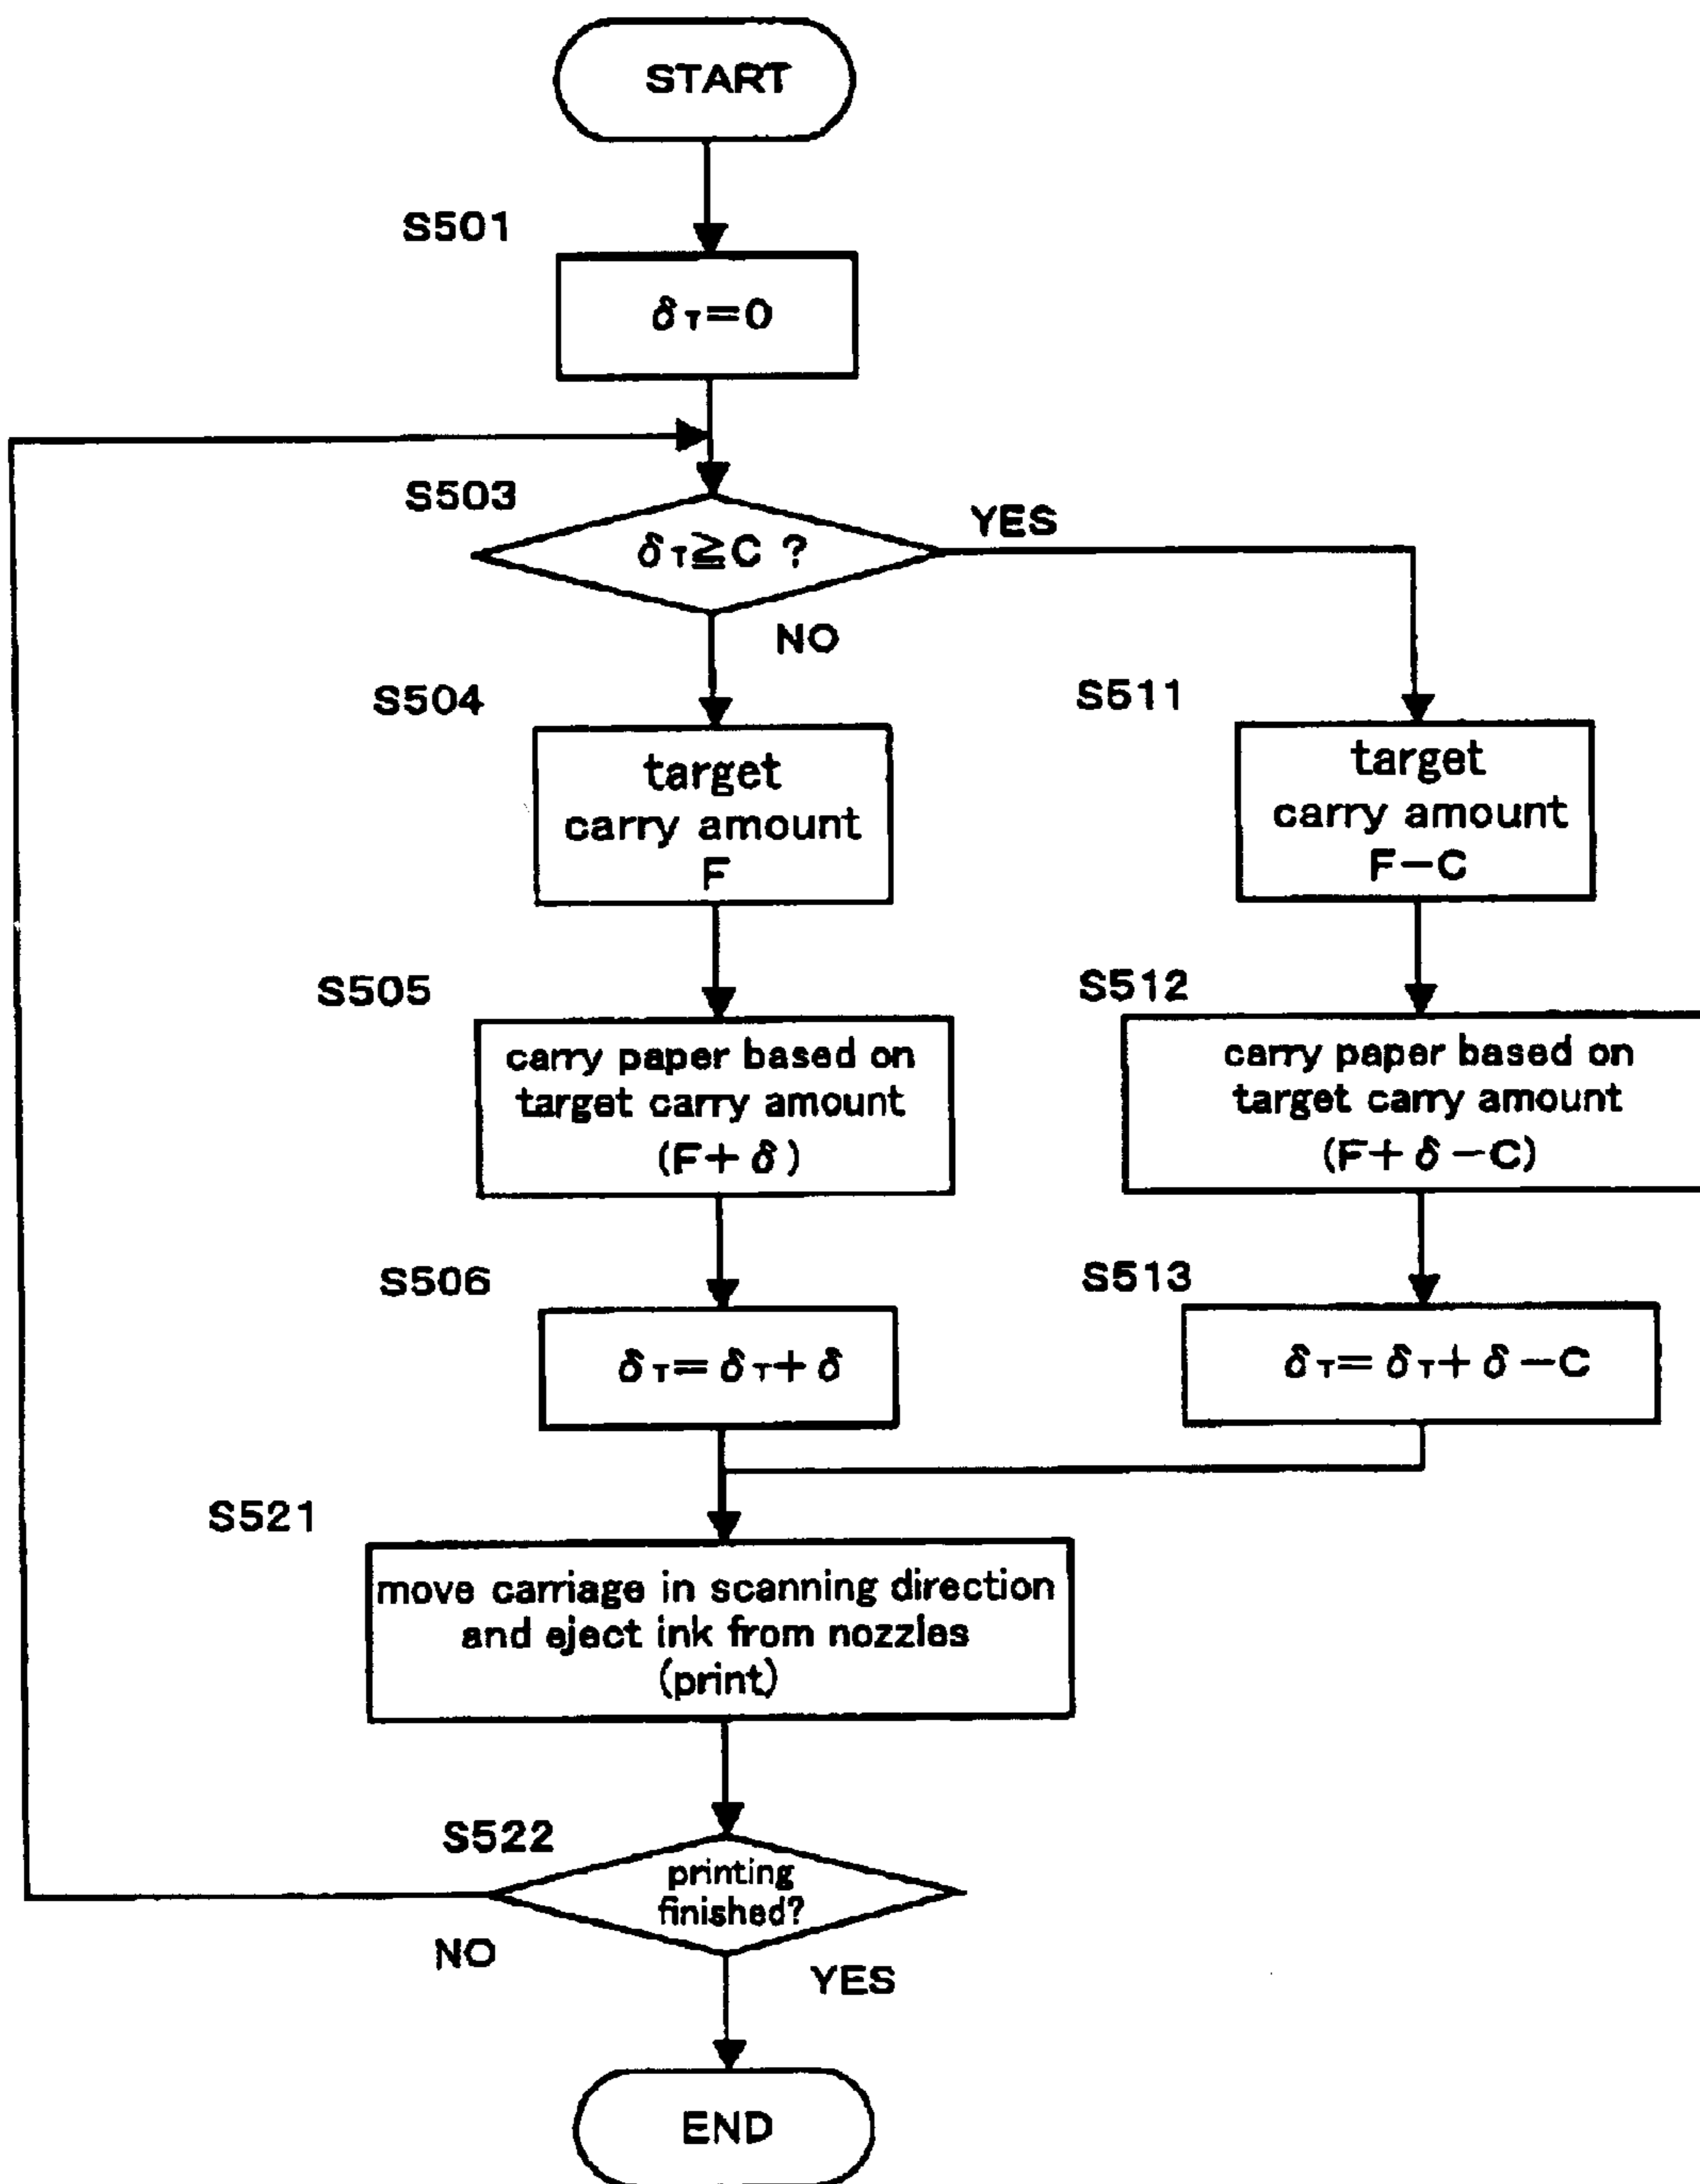 START
S501
δT=0
S503
δT≧C ?
YES
NO
S504
target
carry amount
F
S511
target
carry amount
F-C
S505
carry paper based on
target carry amount
(F+δ)
S512
carry paper based on
target carry amount
(F+δ-C)
S506
δT=δT+δ
S513
δT=δT+δ-C
S521
move carriage in scanning direction
and eject ink from nozzles
(print)
S522
printing
finished?
NO
YES
END